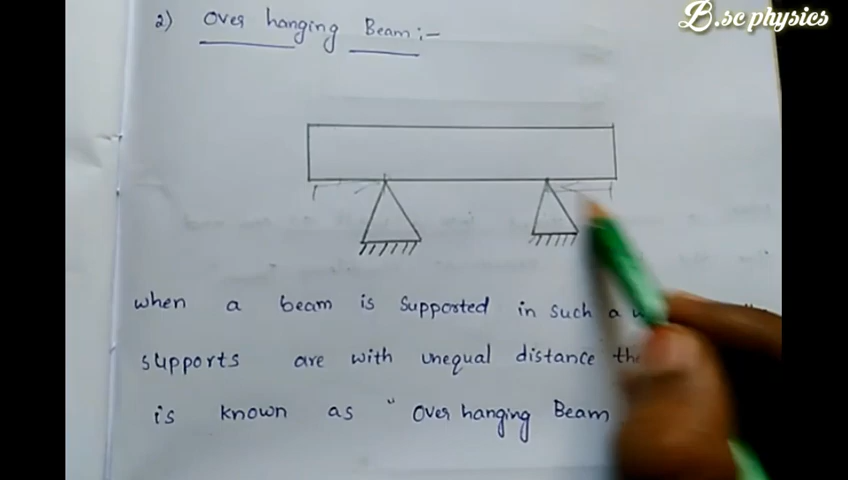 B.sc physics
2) Over hanging Beam :-
when a beam is supported in such a
supports are with unequal distance the
is known as " Over hanging Beam